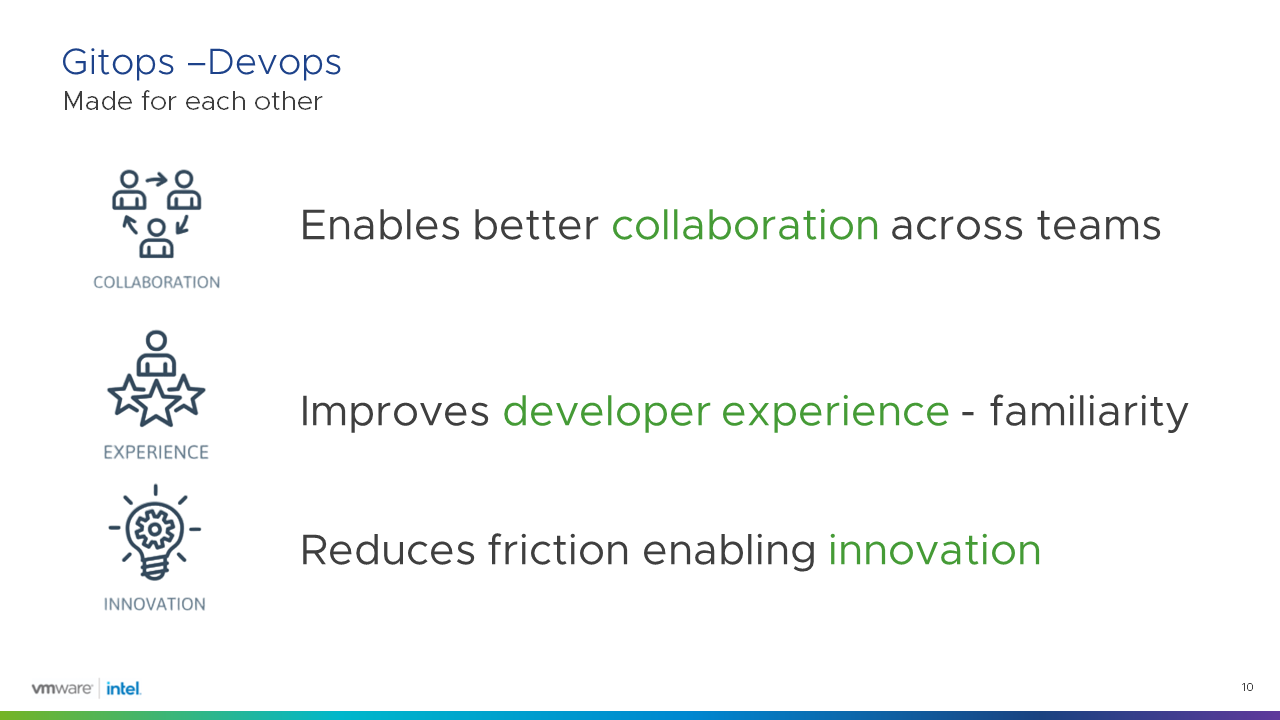 Gitops –Devops
Made for each other
COLLABORATION
Enables better collaboration across teams
EXPERIENCE
Improves developer experience - familiarity
INNOVATION
Reduces friction enabling innovation
vmware intel.
10